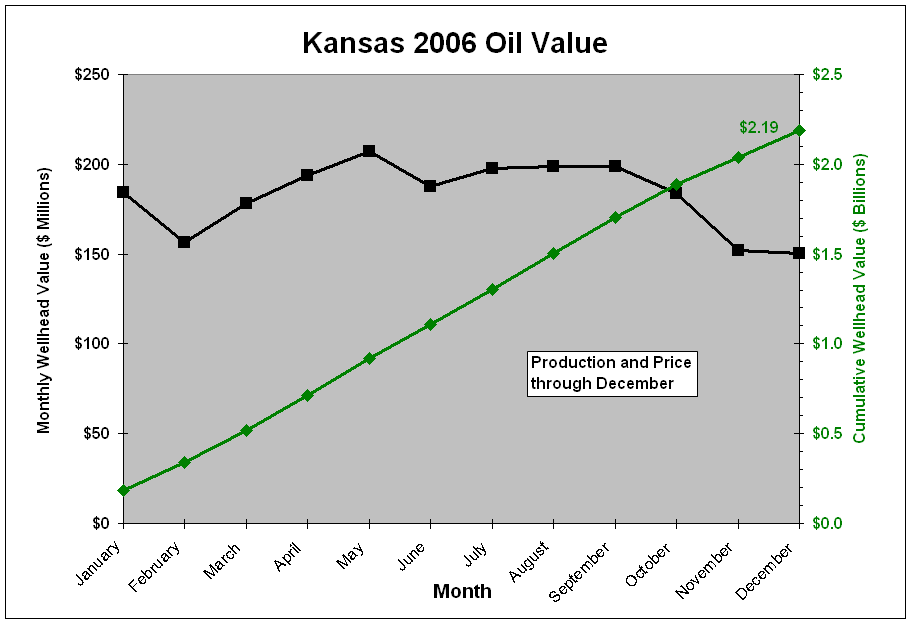 Kansas 2006 Oil Value
$250
$200
$150
$100
$50
$0
Monthly Wellhead Value ($ Millions)
$2.5
$2.0
$1.5
$1.0
$0.5
$0.0
Cumulative Wellhead Value ($ Billions)
$2.19
Production and Price
through December
January
February
March
April
May
June
July
August
September
October
November
December
Month